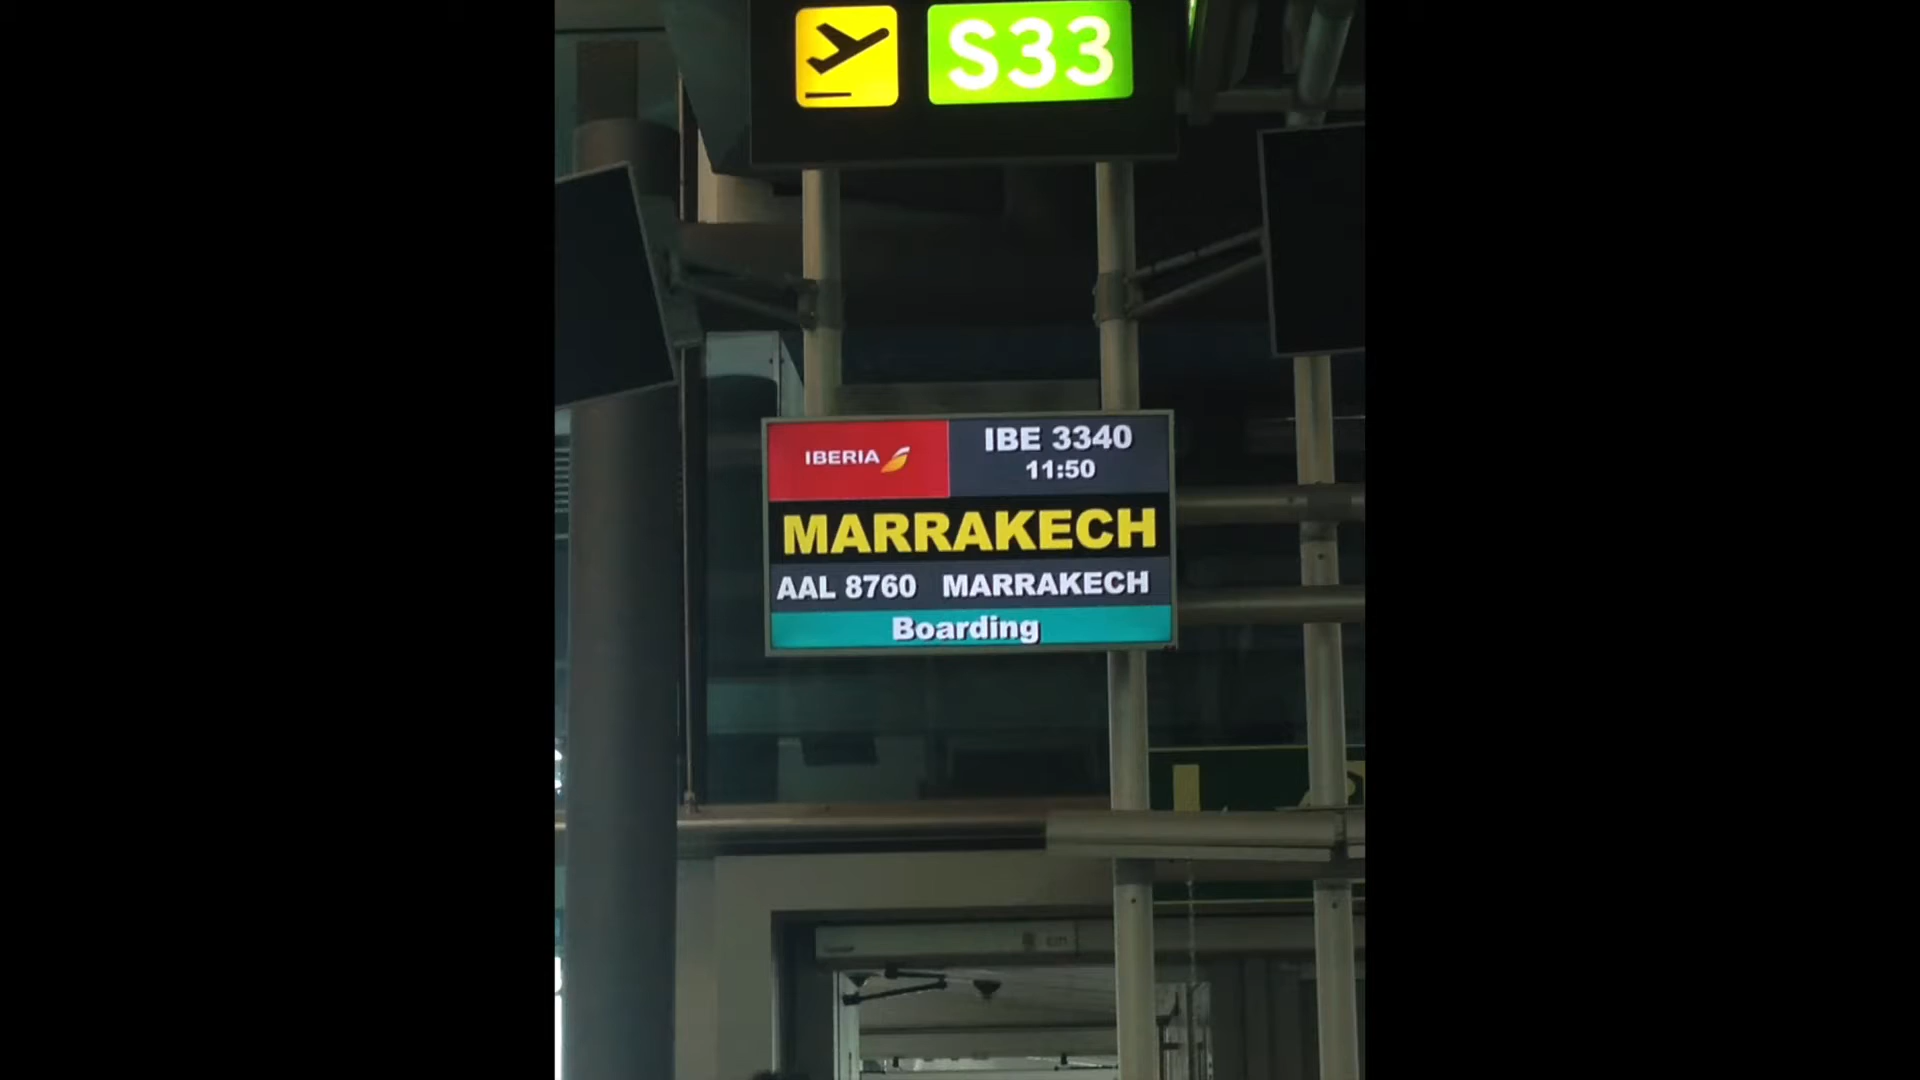 S33
IBERIA
IBE 3340
11:50
MARRAKECH
AAL 8760 MARRAKECH
Boarding